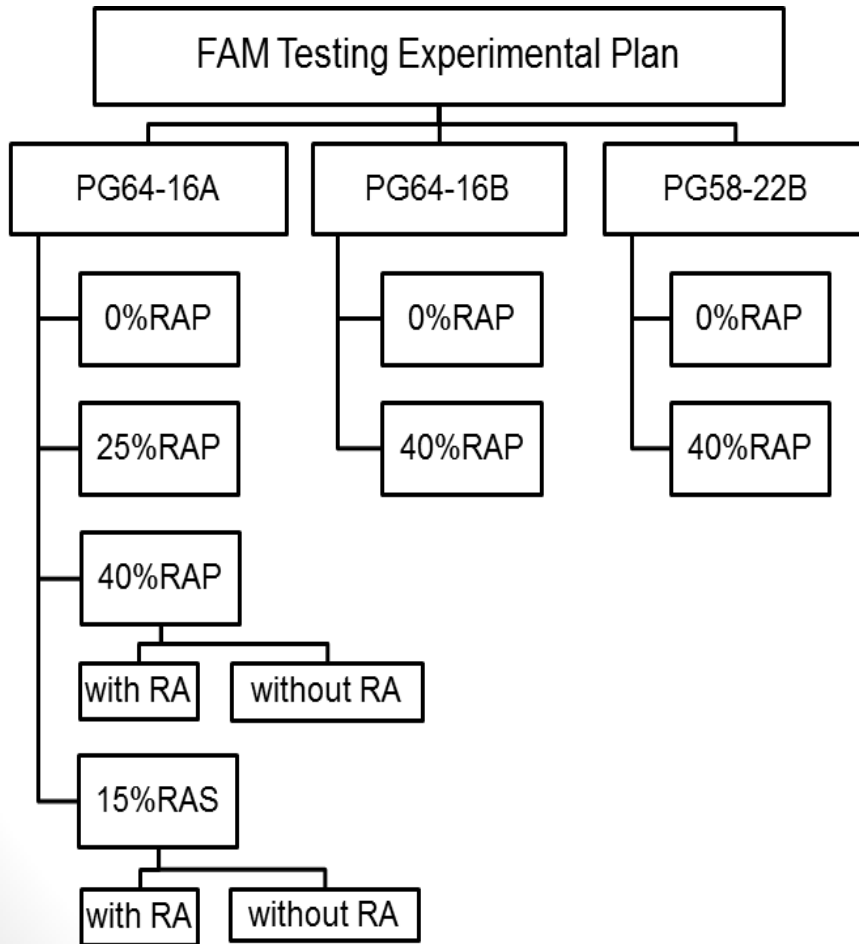 FAM Testing Experimental Plan
PG64-16A
PG64-16B
PG58-22B
0%RAP
0%RAP
0%RAP
25%RAP
40%RAP
40%RAP
40%RAP
with RA
without RA
15%RAS
with RA
without RA